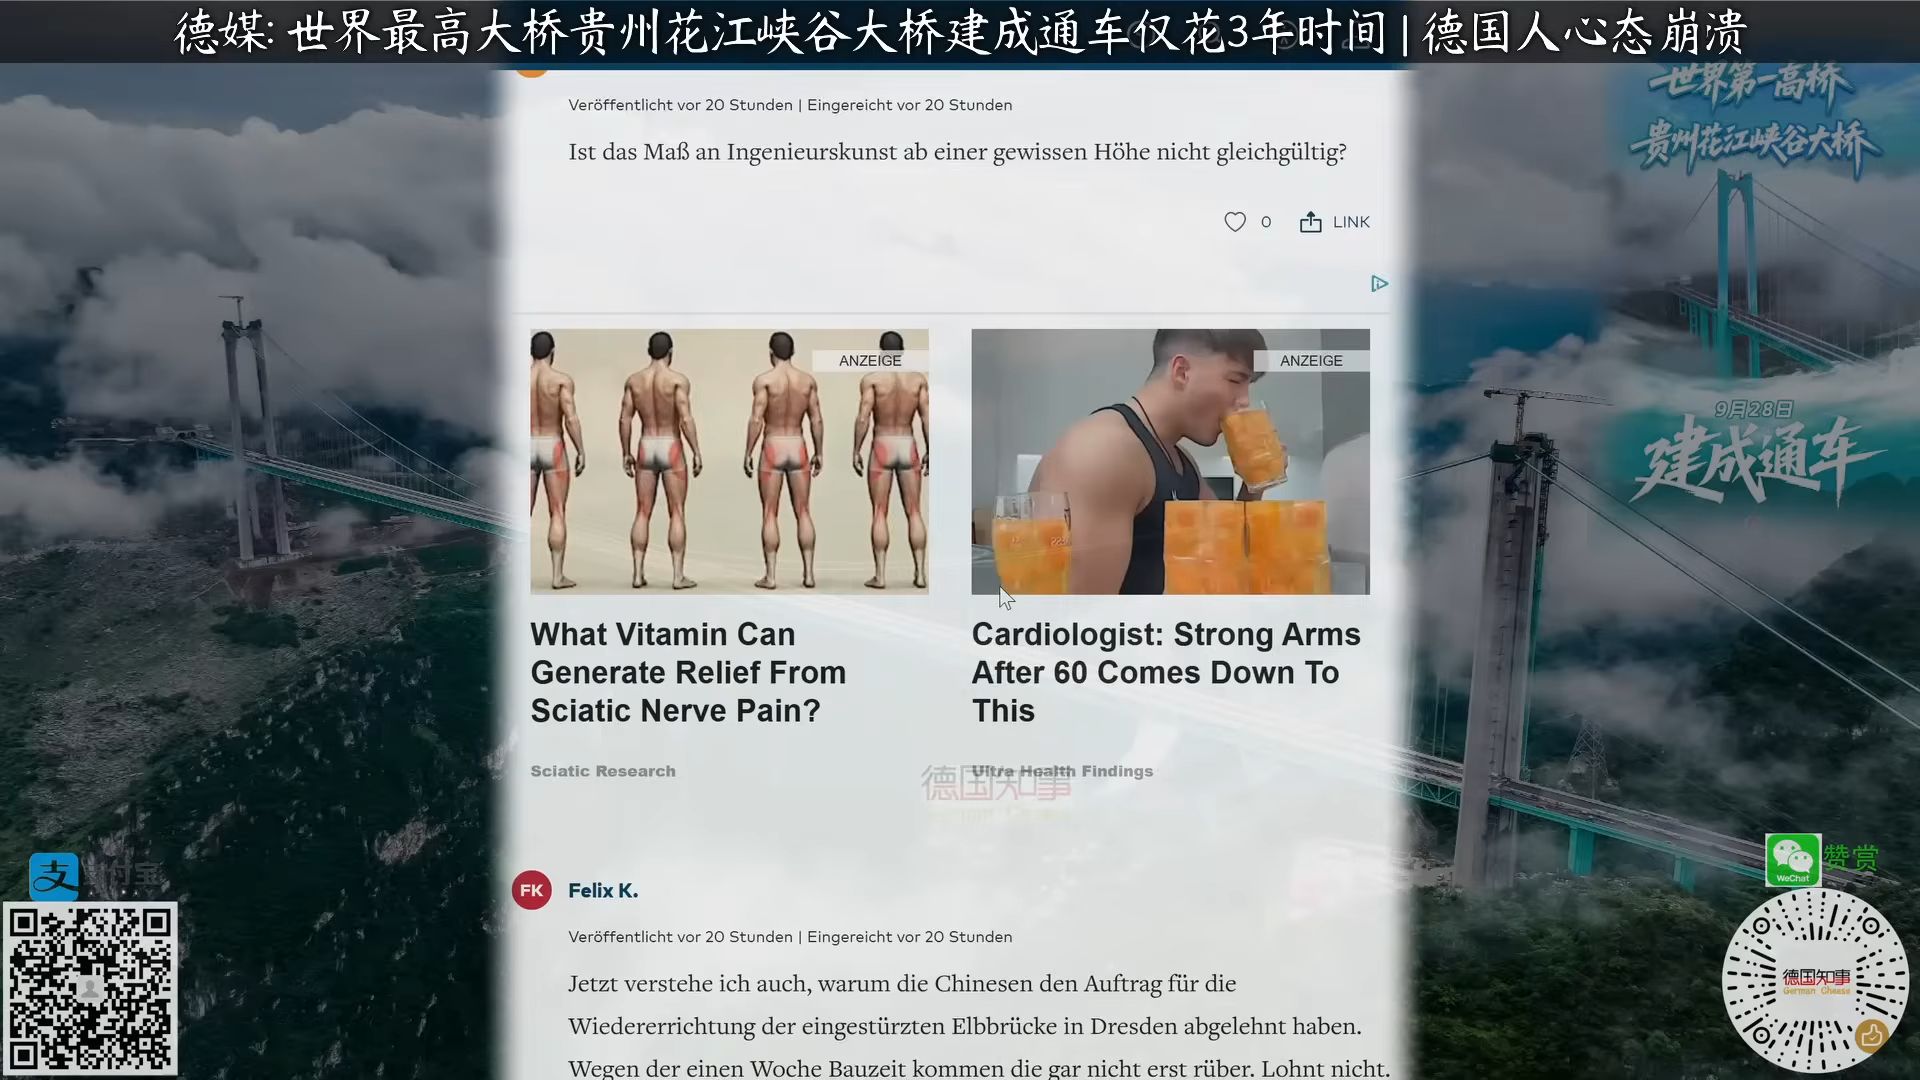 德媒: 世界最高大桥贵州花江峡谷大桥建成通车仅花3年时间 | 德国人心态崩溃
世界第一高桥
贵州花江峡谷大桥
9月28日
建成通车
Veröffentlicht vor 20 Stunden | Eingereicht vor 20 Stunden
Ist das Maß an Ingenieurskunst ab einer gewissen Höhe nicht gleichgültig?
0 LINK
ANZEIGE
ANZEIGE
What Vitamin Can
Generate Relief From
Sciatic Nerve Pain?
Sciatic Research
Cardiologist: Strong Arms
After 60 Comes Down To
This
Ultra Health Findings
德国知事
FK Felix K.
Veröffentlicht vor 20 Stunden | Eingereicht vor 20 Stunden
Jetzt verstehe ich auch, warum die Chinesen den Auftrag für die
Wiedererrichtung der eingestürzten Elbbrücke in Dresden abgelehnt haben.
Wegen der einen Woche Bauzeit kommen die gar nicht erst rüber. Lohnt nicht.
支 支付宝
WeChat
赞赏
德国知事
German Cheese